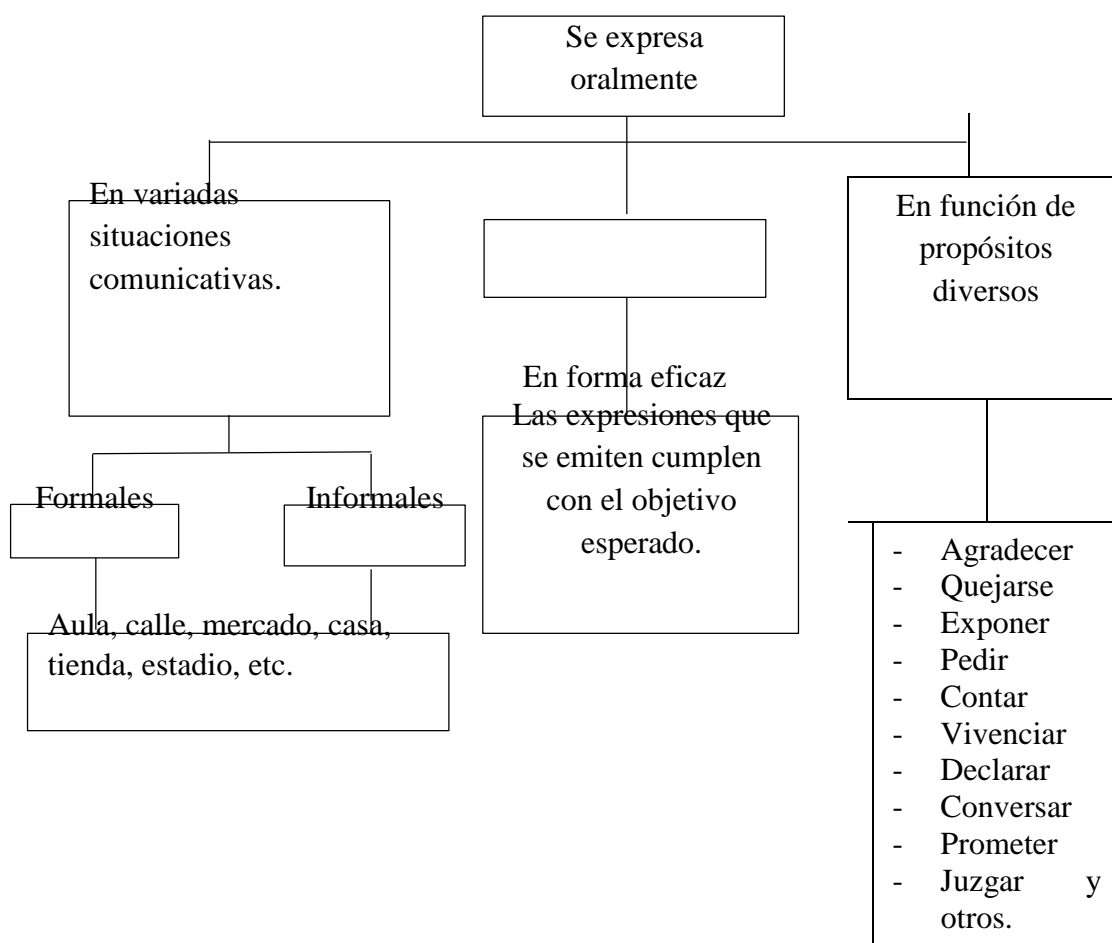 Se expresa
oralmente
En variadas
situaciones
comunicativas.
En función de
propósitos
diversos
En forma eficaz
Las expresiones que
se emiten cumplen
con el objetivo
esperado.
Formales
Informales
Aula, calle, mercado, casa,
tienda, estadio, etc.
- Agradecer
- Quejarse
- Exponer
- Pedir
- Contar
- Vivenciar
- Declarar
- Conversar
- Prometer
- Juzgar y
otros.